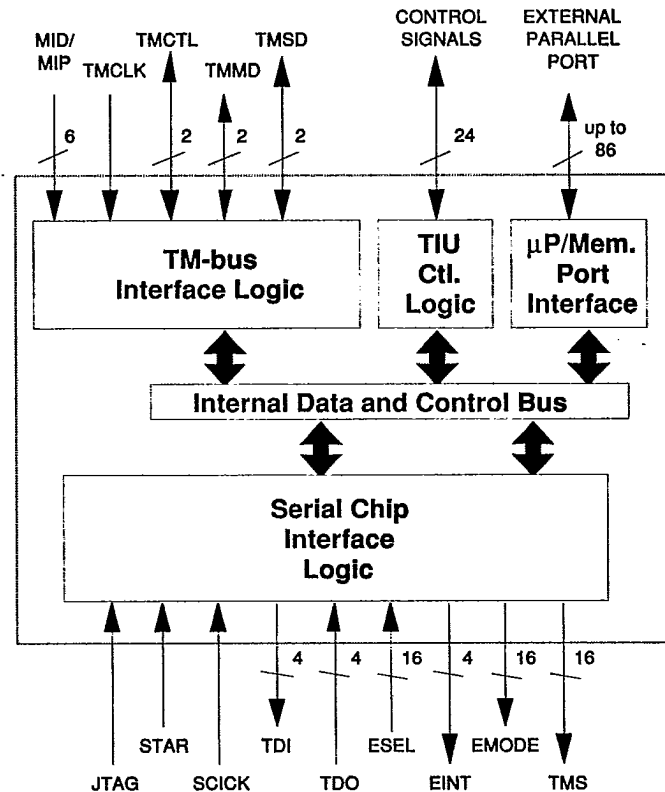 CONTROL
SIGNALS
EXTERNAL
PARALLEL
PORT
MID/
MIP
TMCLK
TMCTL
TMMD
TMSD
6
2
2
2
24
up to
86
TM-bus
Interface Logic
TIU
Ctl.
Logic
µP/Mem.
Port
Interface
Internal Data and Control Bus
Serial Chip
Interface
Logic
4
4
16
4
16
16
STAR
TDI
ESEL
EMODE
JTAG
SCICK
TDO
EINT
TMS